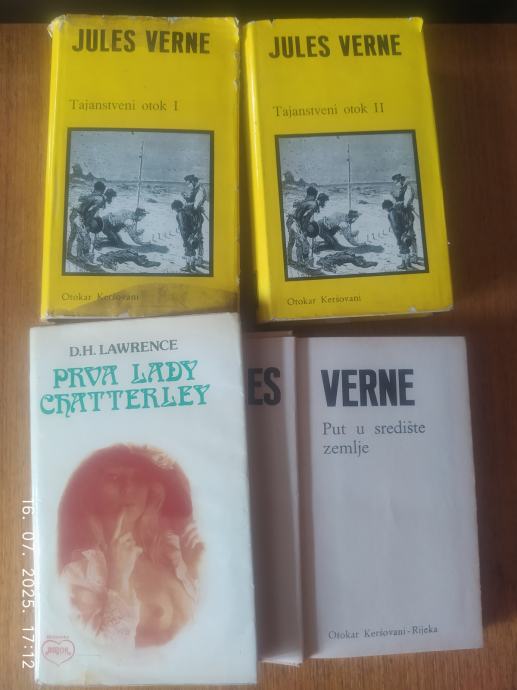 JULES VERNE
Tajanstveni otok I
Otokar Keršovani
JULES VERNE
Tajanstveni otok II
Otokar Keršovani
D.H. LAWRENCE
PRVA LADY
CHATTERLEY
ES
VERNE
Put u središte
zemlje
Otokar Keršovani-Rijeka
16. 07. 2025. 17:12